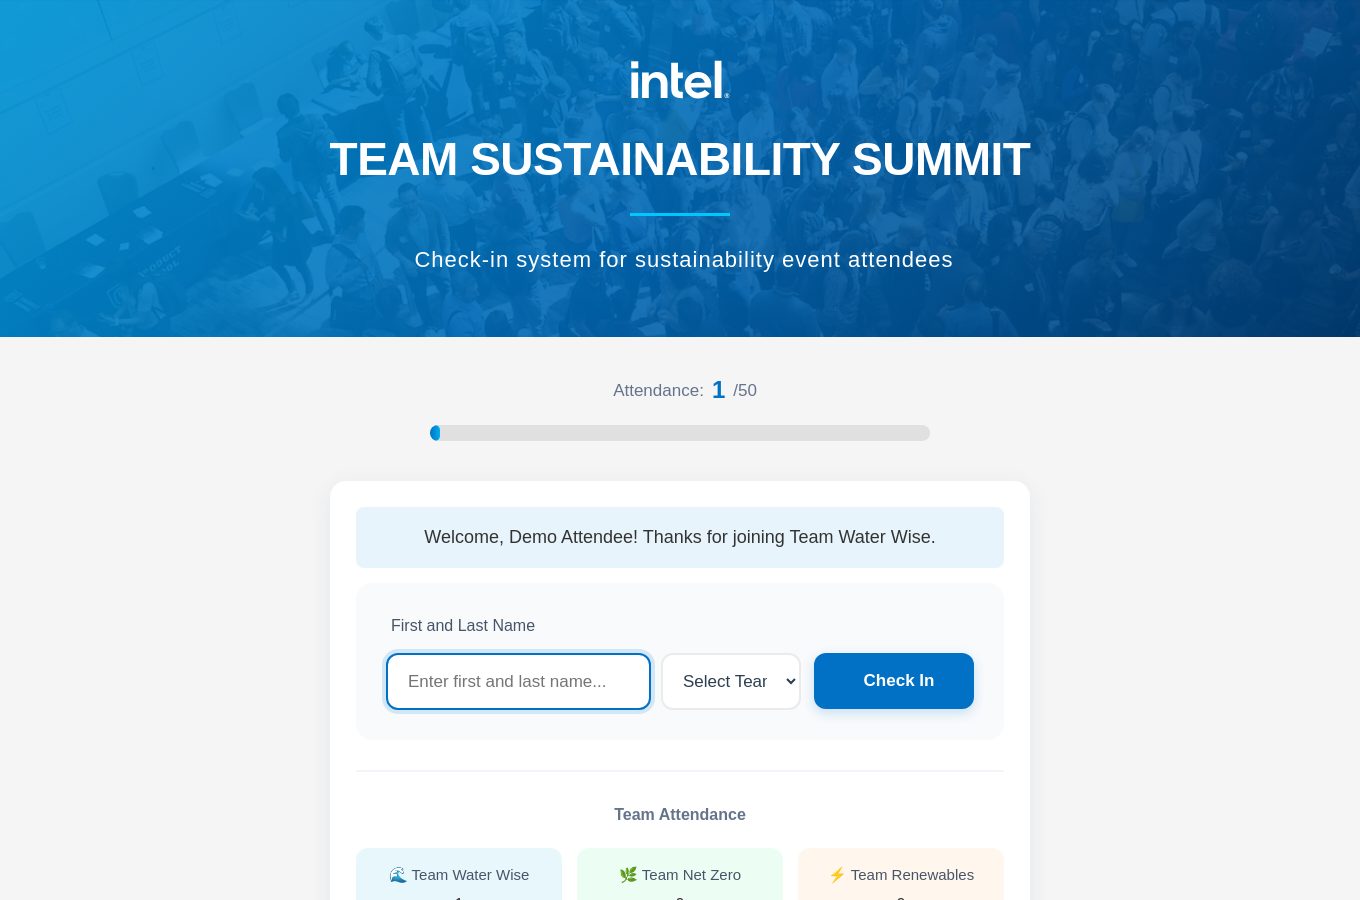 intel
TEAM SUSTAINABILITY SUMMIT
Check-in system for sustainability event attendees
Attendance: 1 /50
Welcome, Demo Attendee! Thanks for joining Team Water Wise.
First and Last Name
Enter first and last name...
Select Tear
Check In
Team Attendance
🌊 Team Water Wise
🌿 Team Net Zero
⚡ Team Renewables